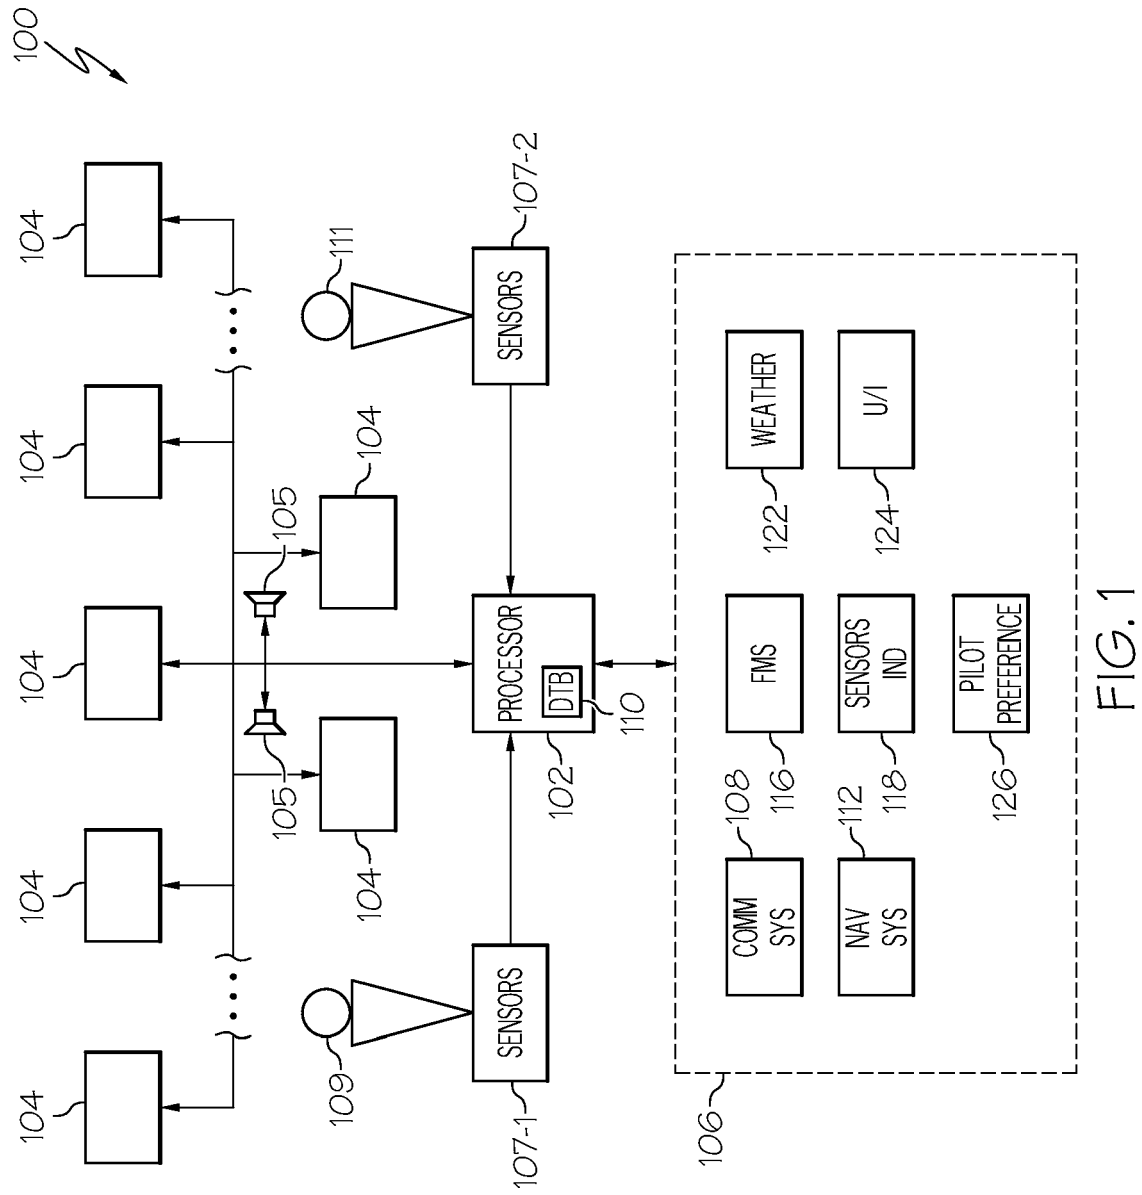 100
104
104
104
104
104
105
105
104
104
109
111
SENSORS
107-1
SENSORS
107-2
PROCESSOR
DTB
110
102
106
COMM
SYS
108
FMS
116
WEATHER
122
NAV
SYS
112
SENSORS
IND
118
U/I
124
PILOT
PREFERENCE
126
FIG. 1